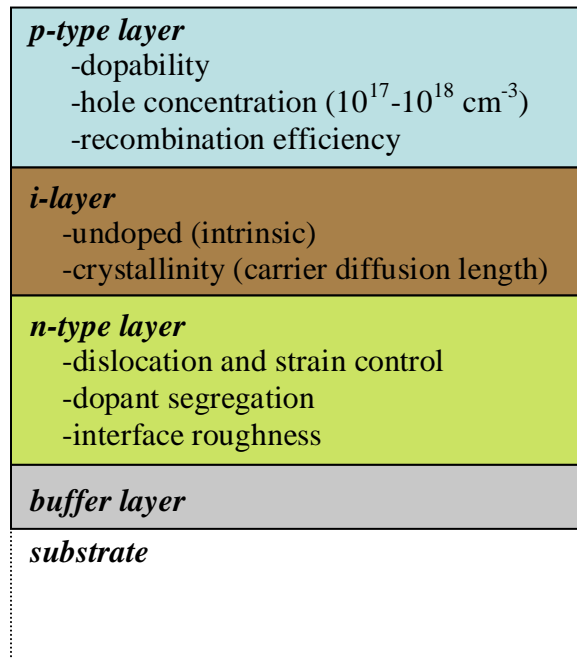 p-type layer
-dopability
-hole concentration (10¹⁷-10¹⁸ cm⁻³)
-recombination efficiency
i-layer
-undoped (intrinsic)
-crystallinity (carrier diffusion length)
n-type layer
-dislocation and strain control
-dopant segregation
-interface roughness
buffer layer
substrate